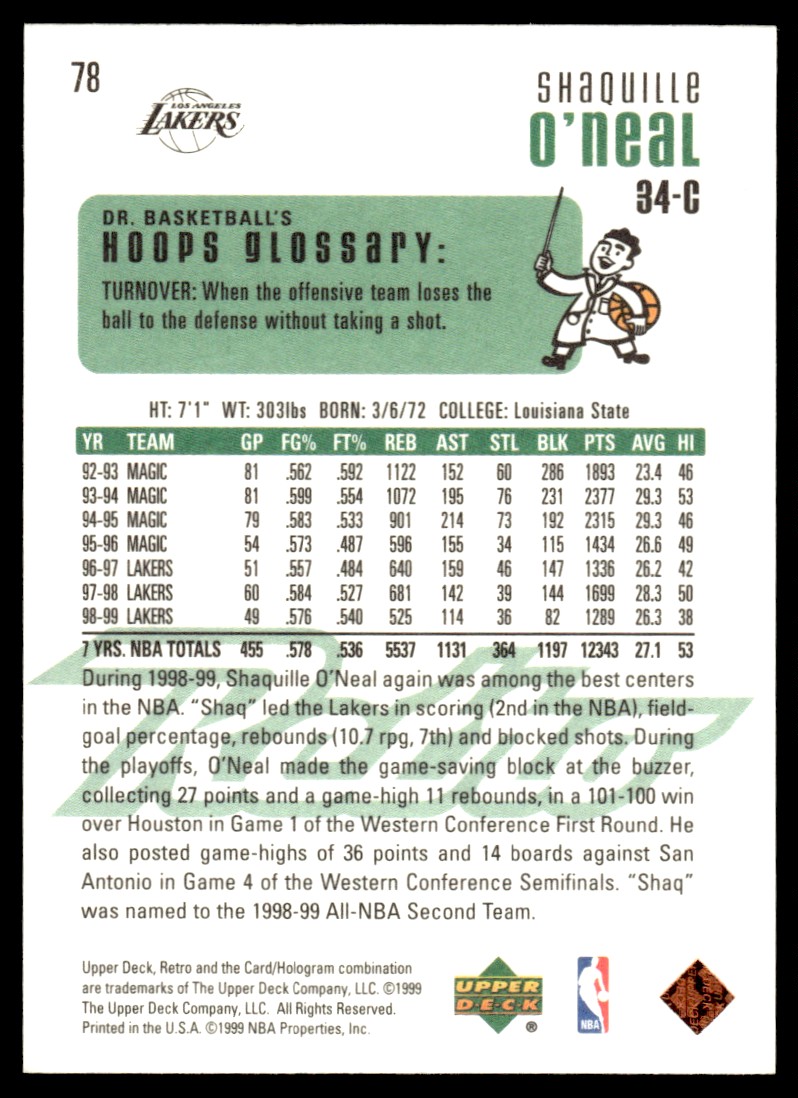 78
LOS ANGELES
LAKERS
SHAQUILLE
O'NEAL
34-C
DR. BASKETBALL'S
HOOPS GLOSSARY:
TURNOVER: When the offensive team loses the
ball to the defense without taking a shot.
HT: 7'1" WT: 303lbs BORN: 3/6/72 COLLEGE: Louisiana State
YR TEAM GP FG% FT% REB AST STL BLK PTS AVG HI
92-93 MAGIC 81 .562 .592 1122 152 60 286 1893 23.4 46
93-94 MAGIC 81 .599 .554 1072 195 76 231 2377 29.3 53
94-95 MAGIC 79 .583 .533 901 214 73 192 2315 29.3 46
95-96 MAGIC 54 .573 .487 596 155 34 115 1434 26.6 49
96-97 LAKERS 51 .557 .484 640 159 46 147 1336 26.2 42
97-98 LAKERS 60 .584 .527 681 142 39 144 1699 28.3 50
98-99 LAKERS 49 .576 .540 525 114 36 82 1289 26.3 38
7 YRS. NBA TOTALS 455 .578 .536 5537 1131 364 1197 12343 27.1 53
Retro
During 1998-99, Shaquille O'Neal again was among the best centers
in the NBA. "Shaq" led the Lakers in scoring (2nd in the NBA), field-
goal percentage, rebounds (10.7 rpg, 7th) and blocked shots. During
the playoffs, O'Neal made the game-saving block at the buzzer,
collecting 27 points and a game-high 11 rebounds, in a 101-100 win
over Houston in Game 1 of the Western Conference First Round. He
also posted game-highs of 36 points and 14 boards against San
Antonio in Game 4 of the Western Conference Semifinals. "Shaq"
was named to the 1998-99 All-NBA Second Team.
Upper Deck, Retro and the Card/Hologram combination
are trademarks of The Upper Deck Company, LLC. ©1999
The Upper Deck Company, LLC. All Rights Reserved.
Printed in the U.S.A. ©1999 NBA Properties, Inc.
UPPER
DECK
®
NBA